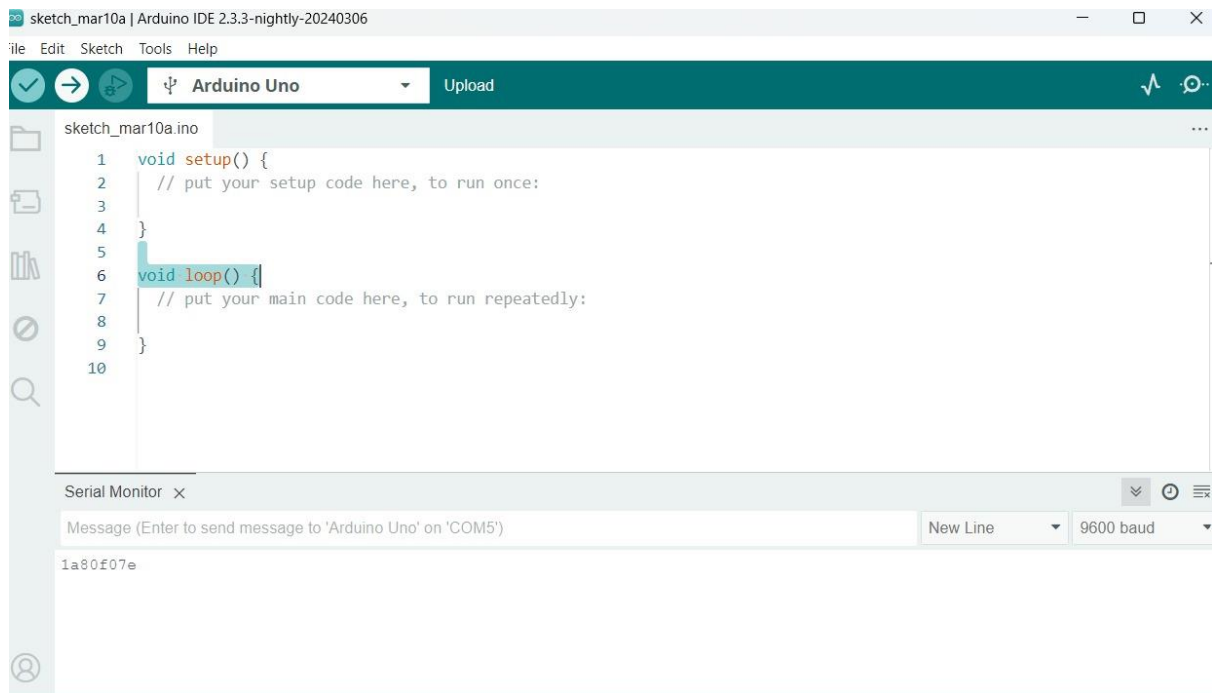 sketch_mar10a | Arduino IDE 2.3.3-nightly-20240306
File Edit Sketch Tools Help
Arduino Uno Upload
sketch_mar10a.ino ...
1 void setup() {
2 // put your setup code here, to run once:
3
4 }
5
6 void loop() {
7 // put your main code here, to run repeatedly:
8
9 }
10
Serial Monitor
Message (Enter to send message to 'Arduino Uno' on 'COM5') New Line 9600 baud
1a80f07e